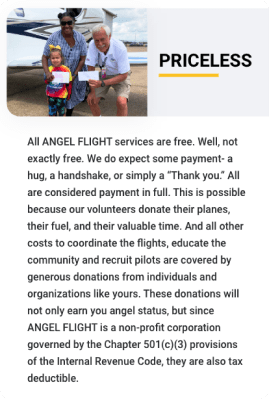 PRICELESS
All ANGEL FLIGHT services are free. Well, not
exactly free. We do expect some payment- a
hug, a handshake, or simply a “Thank you.” All
are considered payment in full. This is possible
because our volunteers donate their planes,
their fuel, and their valuable time. And all other
costs to coordinate the flights, educate the
community and recruit pilots are covered by
generous donations from individuals and
organizations like yours. These donations will
not only earn you angel status, but since
ANGEL FLIGHT is a non-profit corporation
governed by the Chapter 501(c)(3) provisions
of the Internal Revenue Code, they are also tax
deductible.